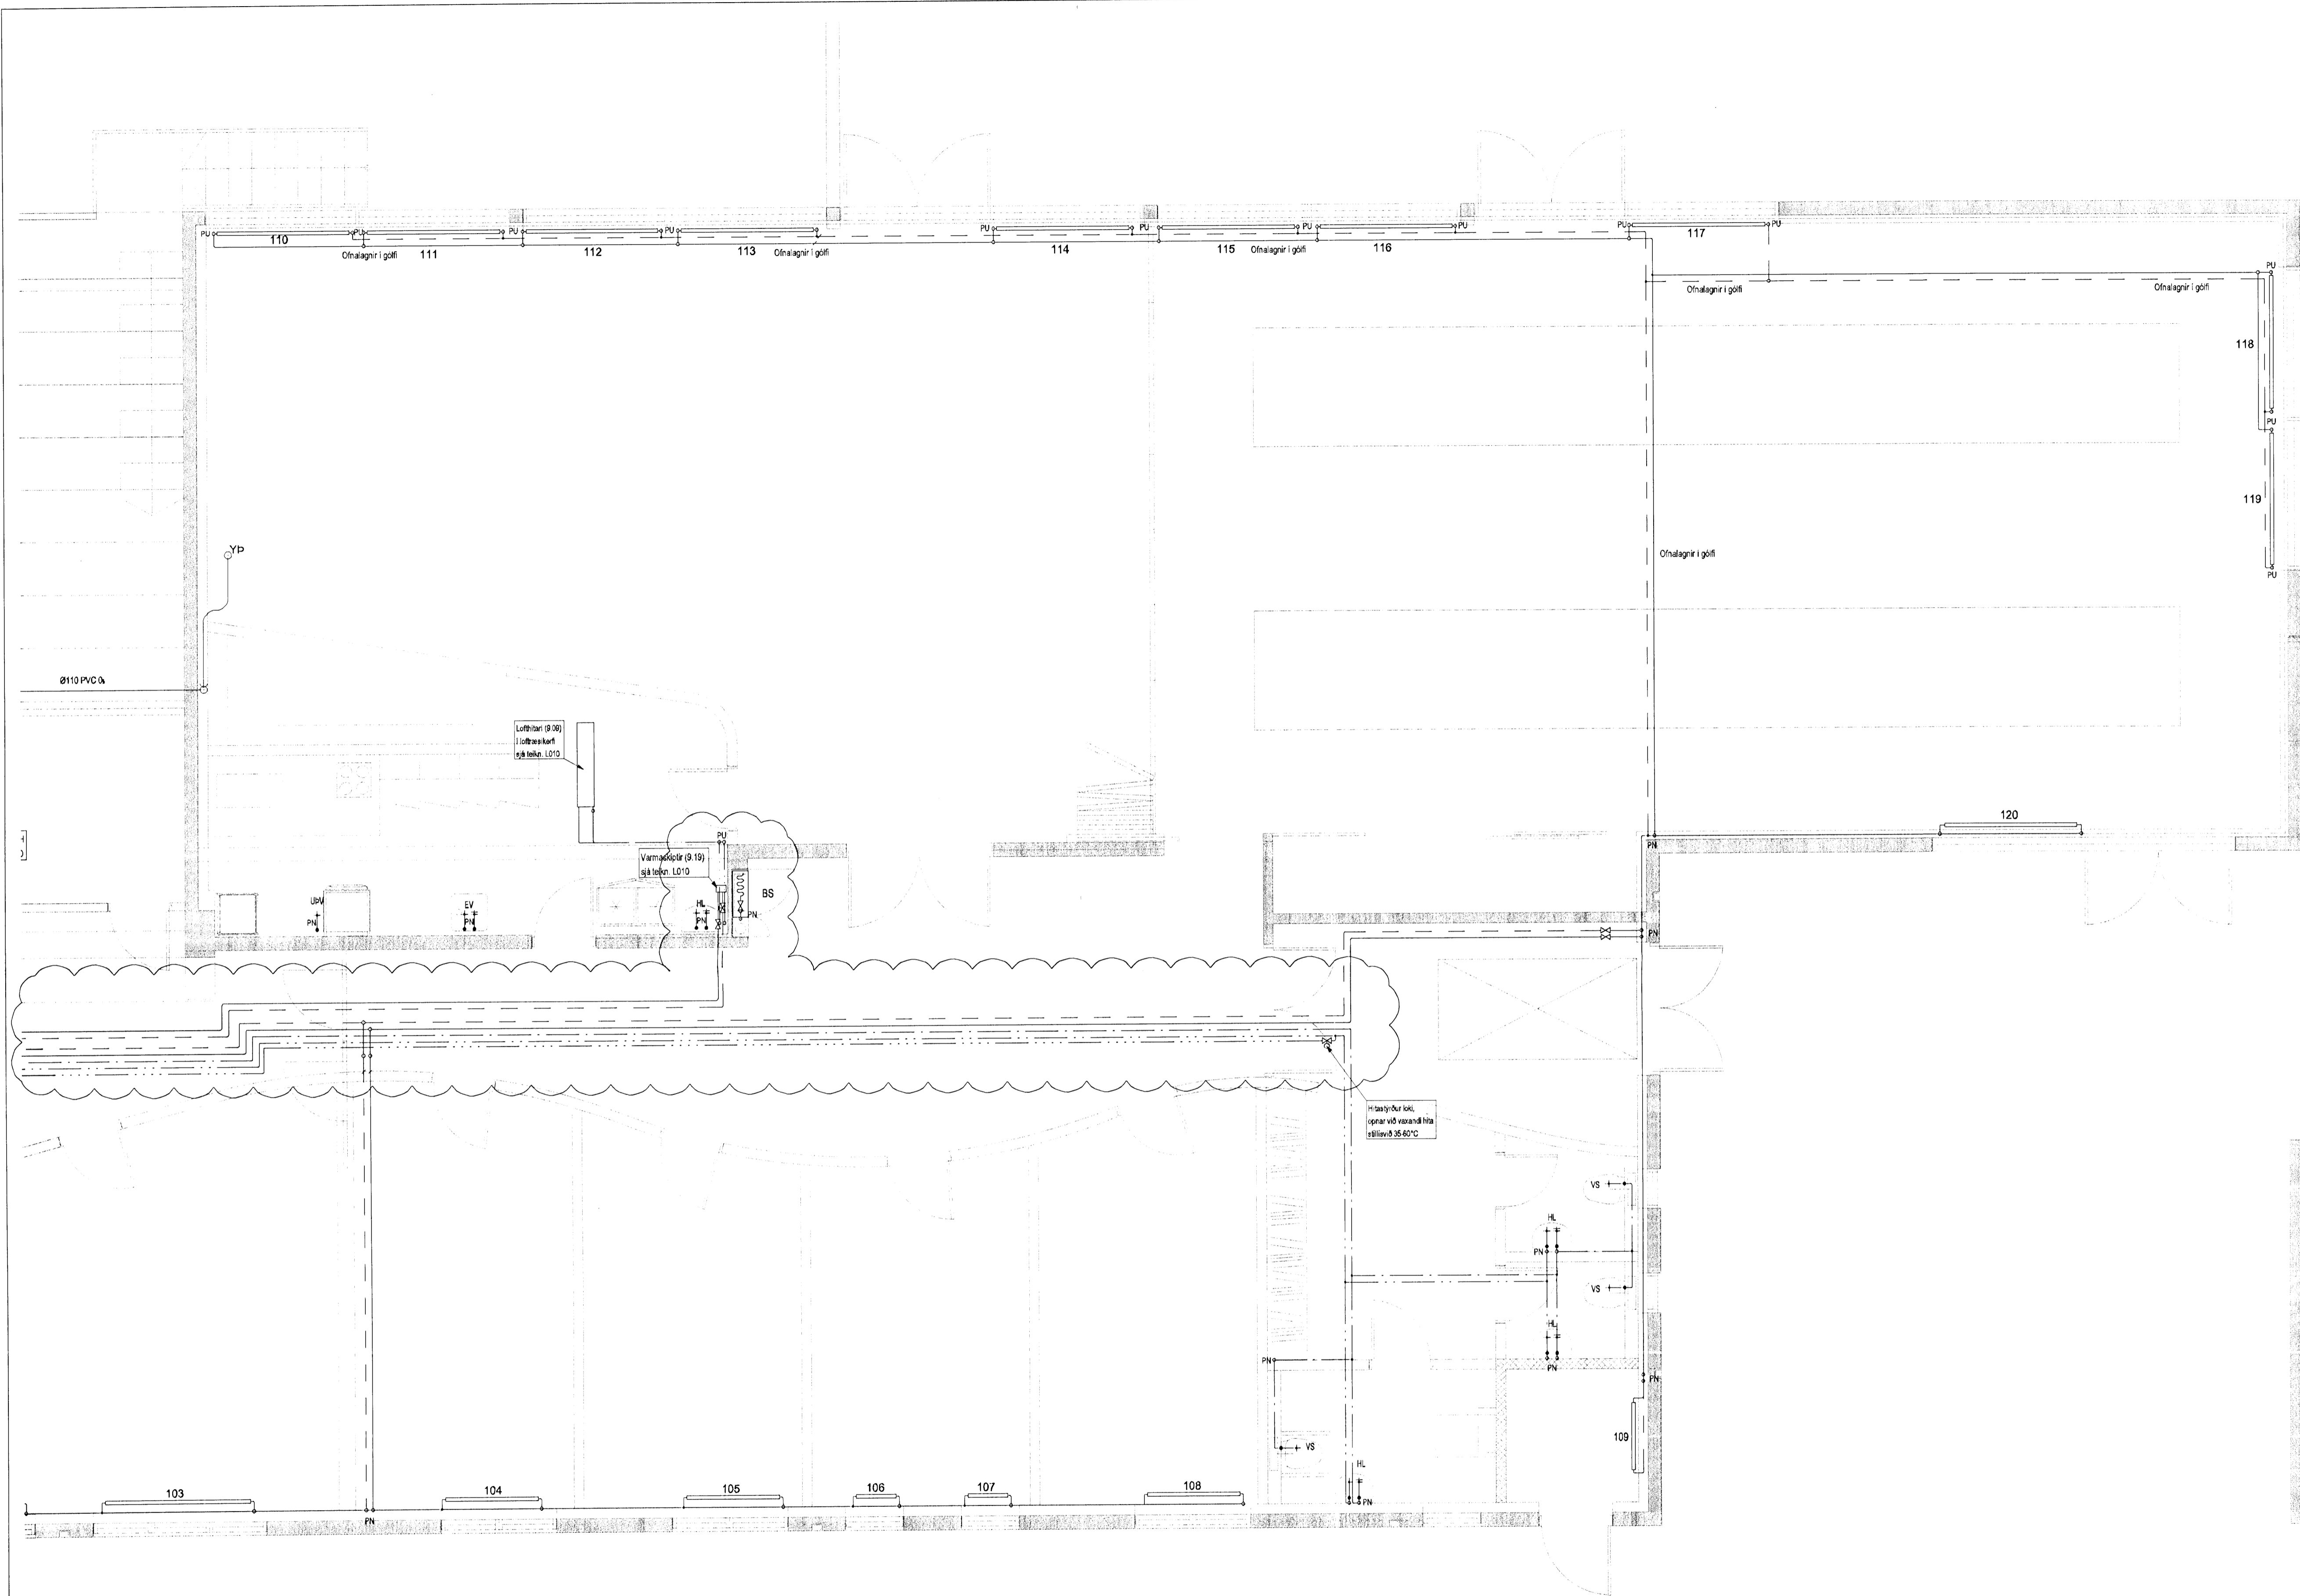 PU 110 PU PU PU PU PU PU PU PU PU PU
111 112 113 114 115 116 117
Ofnalagnir í gólfi
Ofnalagnir í gólfi
Ofnalagnir í gólfi
PU
Ofnalagnir í gólfi
Ofnalagnir í gólfi
118
PU
119
YÞ
Ofnalagnir í gólfi
PU
Ø110 PVC
Lofthitari (9.09)
í loftræsikerfi
sjá teikn. L010
120
PU
PN
Varmaskiptir (9.19)
sjá teikn. L010
BS
UÞV
PN
EV
PN
HL
PN
PN
PN
Hitastýrður loki,
opnar við vaxandi hita
stillisvið 35-60°C
VS
HL
PN
VS
HL
PN
PN
PN
109
VS
HL
PN
103
104
105
106
107
108
PN